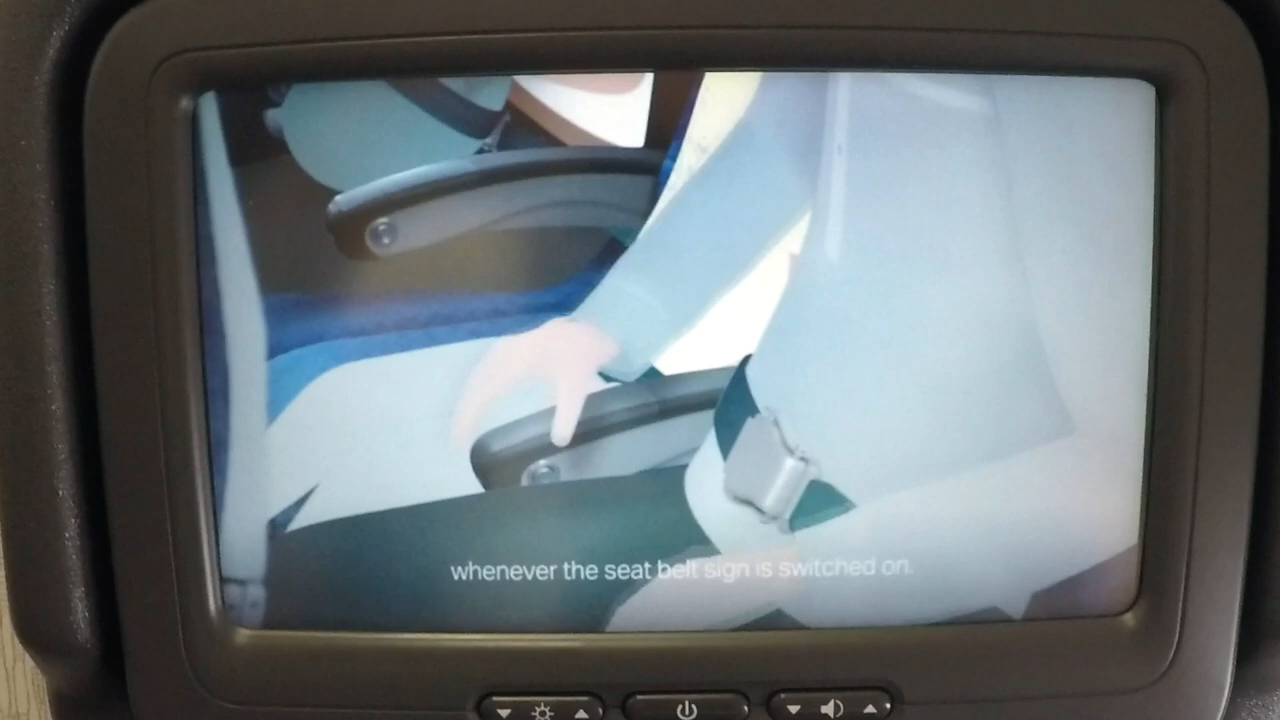 whenever the seat belt sign is switched on.